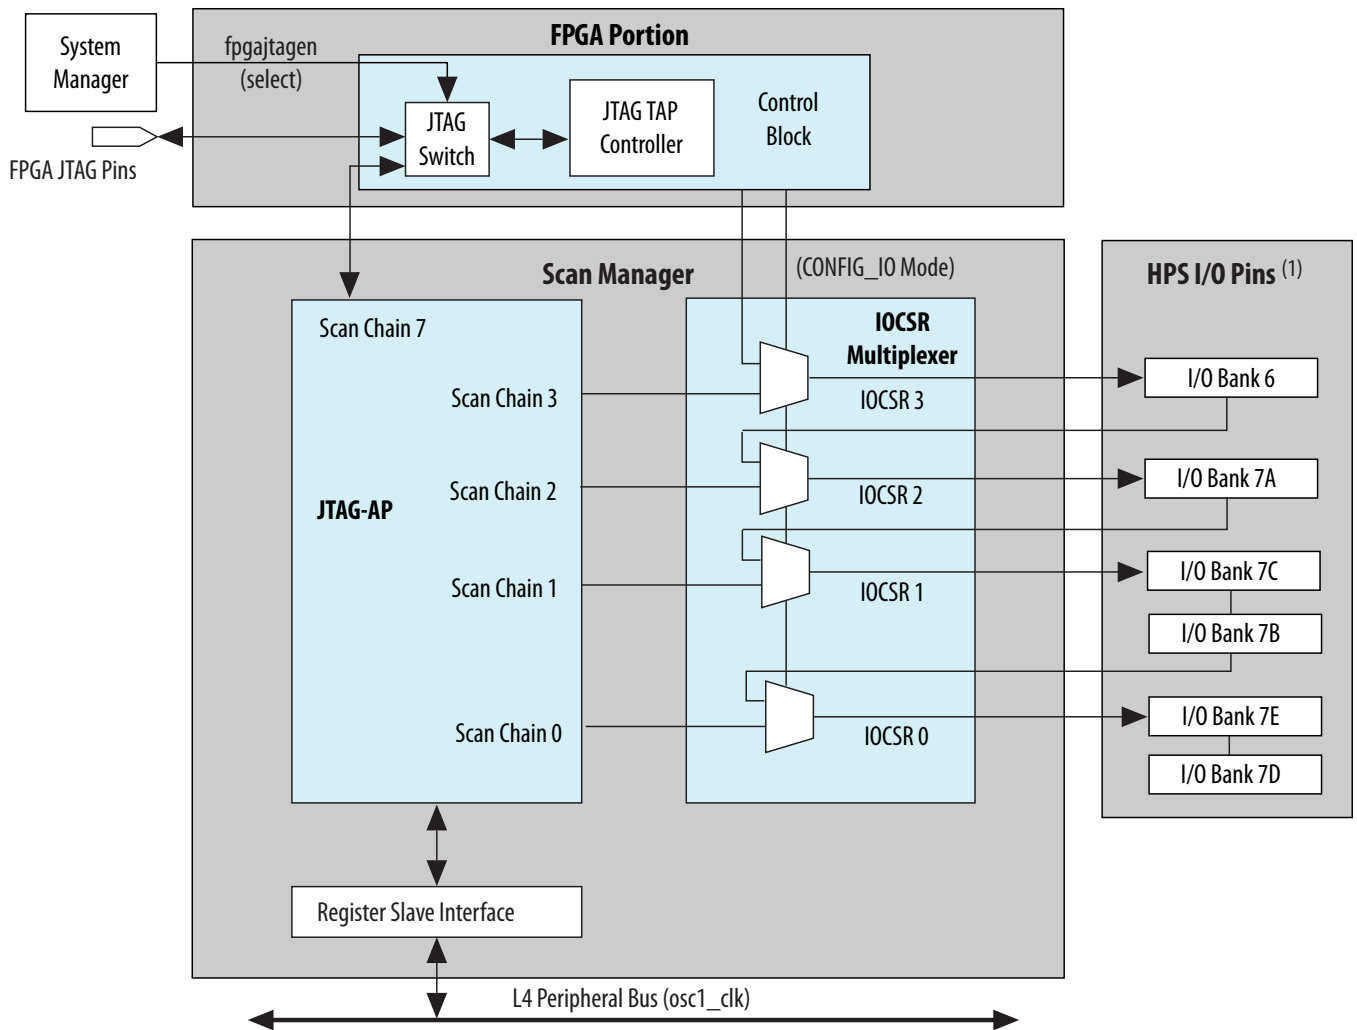 System
Manager
fpgajtagen
(select)
FPGA Portion
JTAG
Switch
JTAG TAP
Controller
Control
Block
FPGA JTAG Pins
Scan Manager
(CONFIG_IO Mode)
HPS I/O Pins (1)
Scan Chain 7
IOCSR
Multiplexer
I/O Bank 6
Scan Chain 3
IOCSR 3
I/O Bank 7A
Scan Chain 2
IOCSR 2
JTAG-AP
I/O Bank 7C
Scan Chain 1
IOCSR 1
I/O Bank 7B
I/O Bank 7E
Scan Chain 0
IOCSR 0
I/O Bank 7D
Register Slave Interface
L4 Peripheral Bus (osc1_clk)